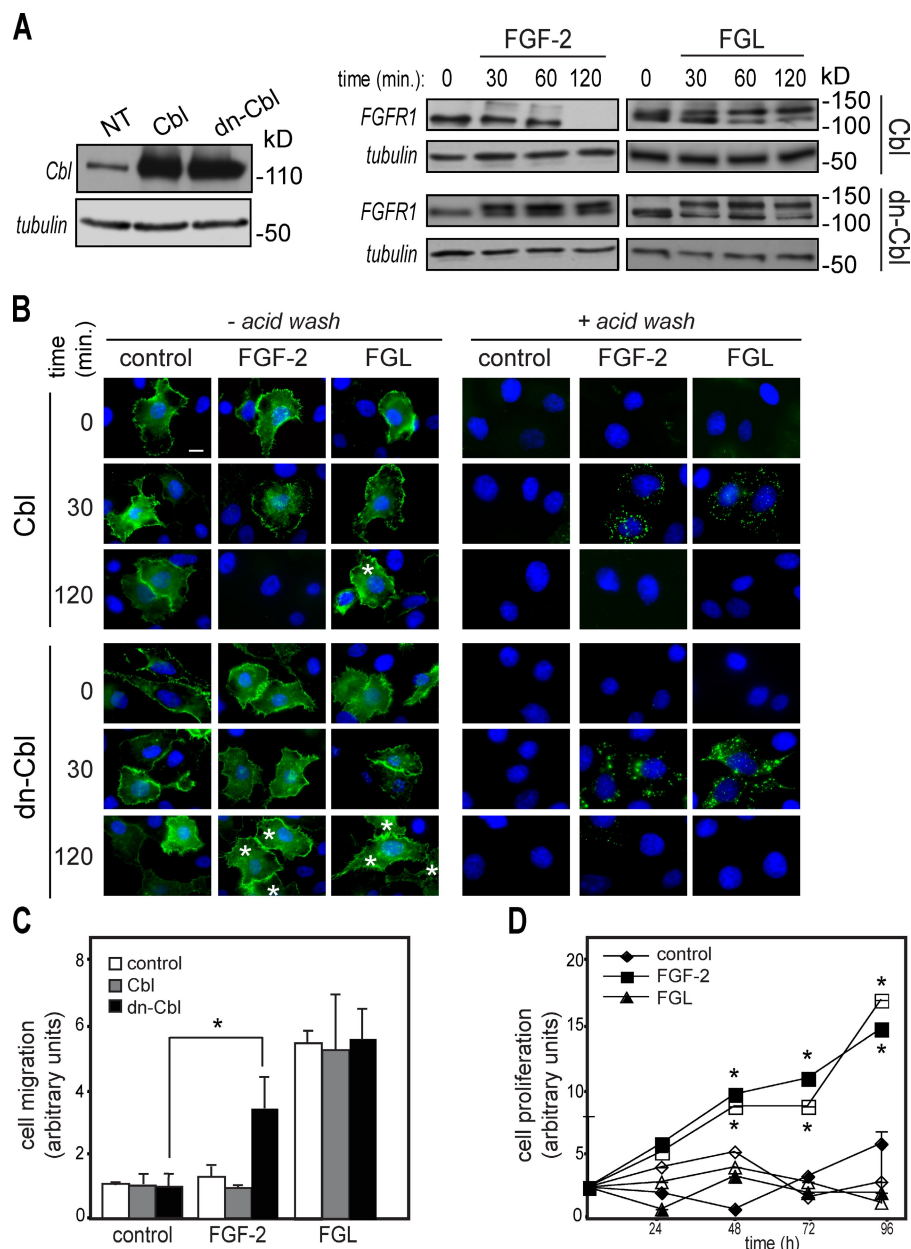 A
NT Cbl dn-Cbl
kD
Cbl
-110
tubulin
-50
FGF-2 FGL
time (min.): 0 30 60 120 0 30 60 120 kD
FGFR1
-150
-100
tubulin
-50
Cbl
FGFR1
-150
-100
tubulin
-50
dn-Cbl
B
- acid wash + acid wash
time (min.)
control FGF-2 FGL control FGF-2 FGL
Cbl
0
30
120
*
dn-Cbl
0
30
120
* * * * * *
C
cell migration (arbitrary units)
8
6
4
2
0
control
Cbl
dn-Cbl
*
control FGF-2 FGL
D
cell proliferation (arbitrary units)
20
15
10
5
0
control
FGF-2
FGL
* * *
* * *
24 48 72 96
time (h)